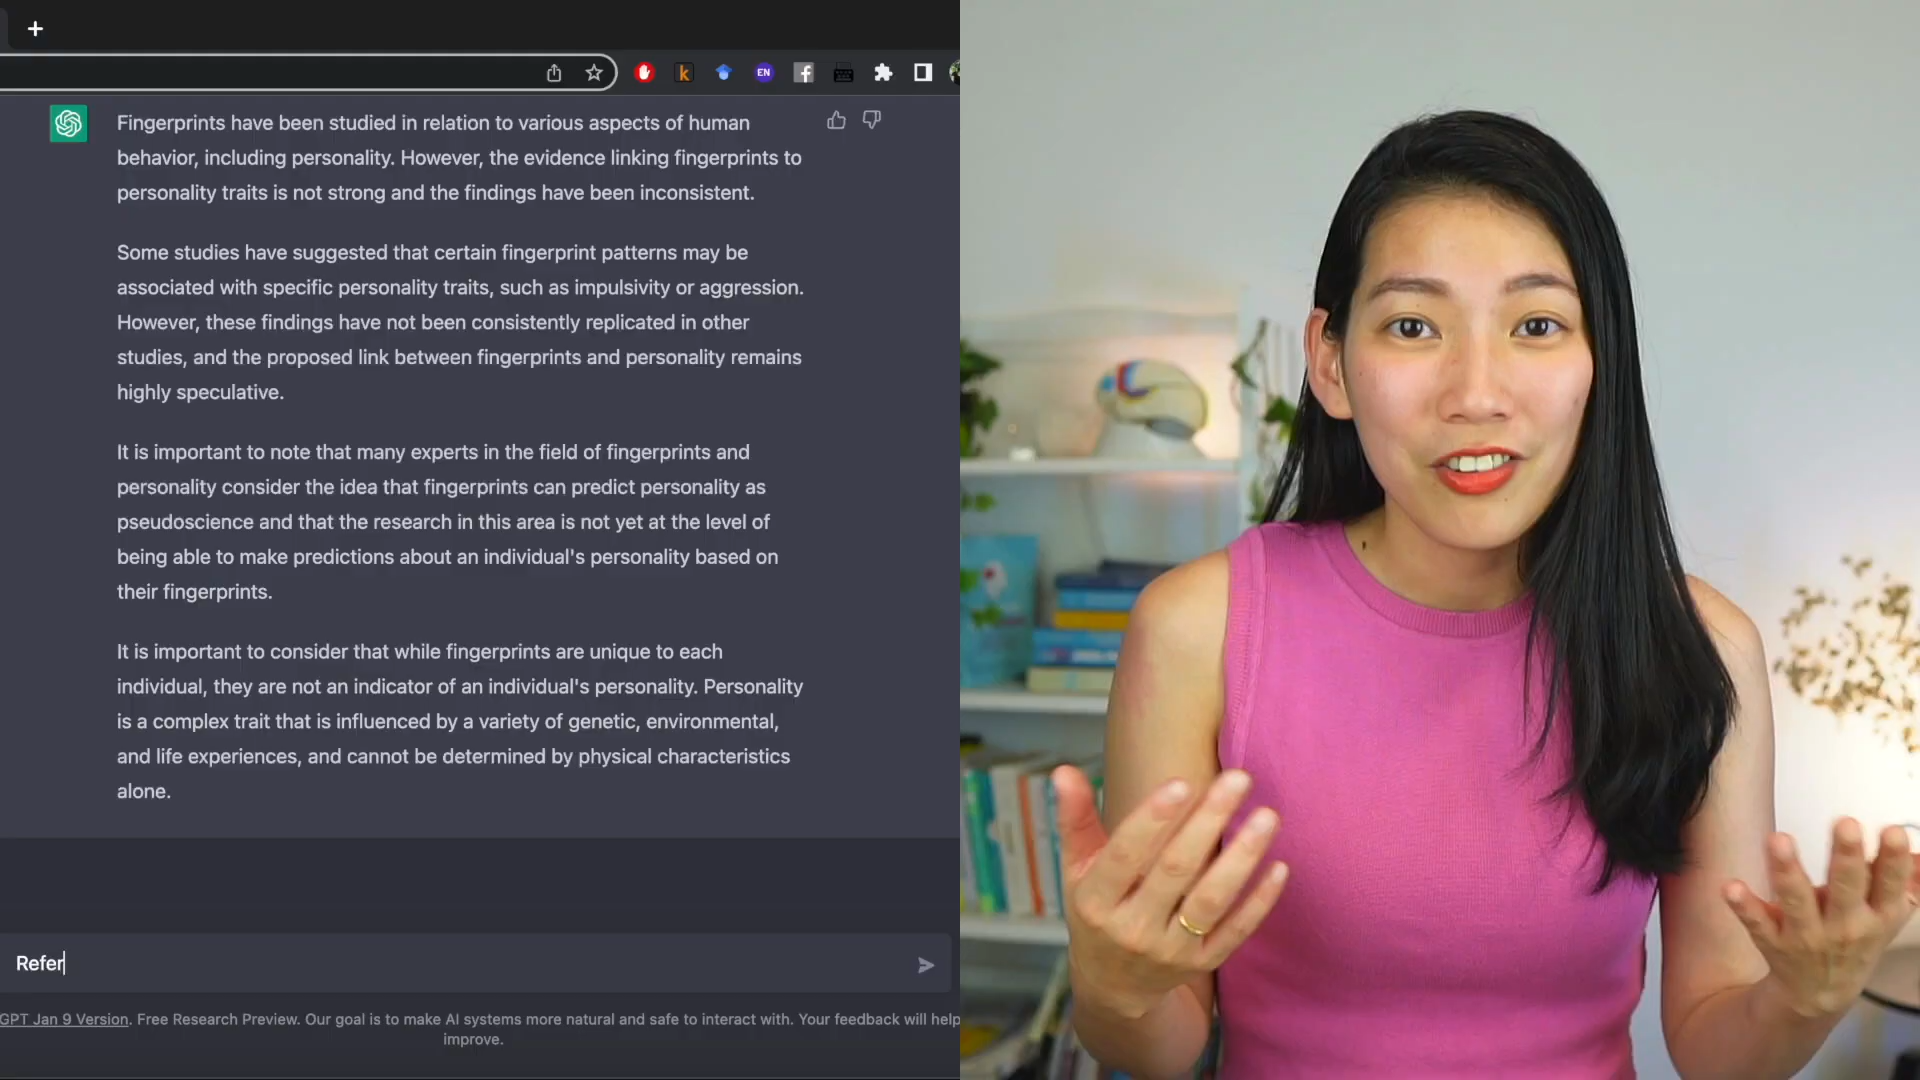 Fingerprints have been studied in relation to various aspects of human
behavior, including personality. However, the evidence linking fingerprints to
personality traits is not strong and the findings have been inconsistent.
Some studies have suggested that certain fingerprint patterns may be
associated with specific personality traits, such as impulsivity or aggression.
However, these findings have not been consistently replicated in other
studies, and the proposed link between fingerprints and personality remains
highly speculative.
It is important to note that many experts in the field of fingerprints and
personality consider the idea that fingerprints can predict personality as
pseudoscience and that the research in this area is not yet at the level of
being able to make predictions about an individual's personality based on
their fingerprints.
It is important to consider that while fingerprints are unique to each
individual, they are not an indicator of an individual's personality. Personality
is a complex trait that is influenced by a variety of genetic, environmental,
and life experiences, and cannot be determined by physical characteristics
alone.
Refer
GPT Jan 9 Version. Free Research Preview. Our goal is to make AI systems more natural and safe to interact with. Your feedback will help
improve.
k
EN
f